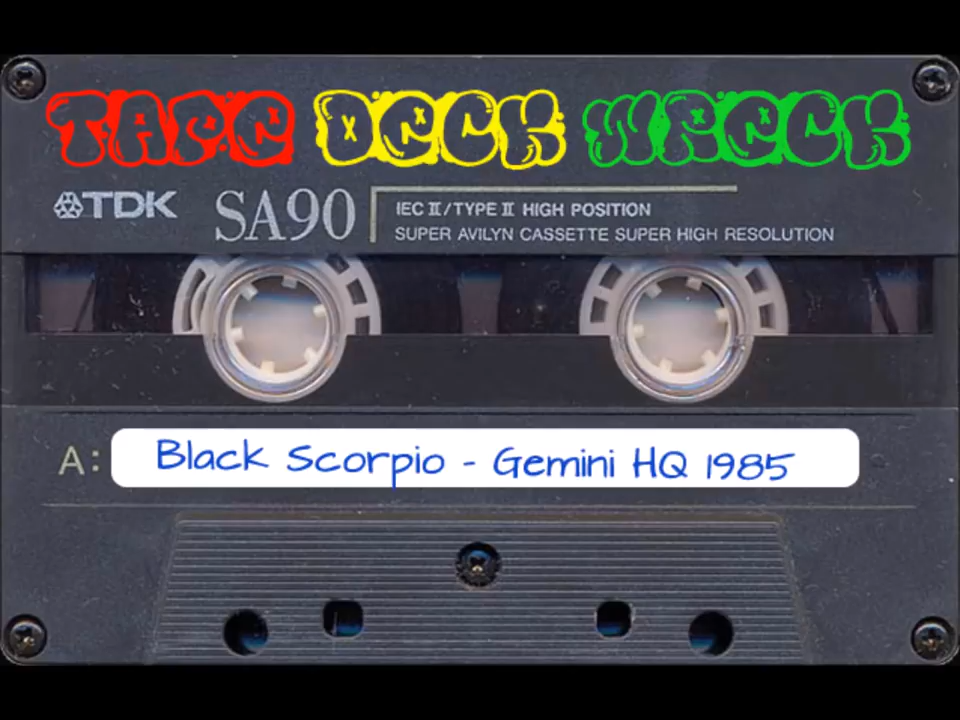 TAPE DECK WRECK
TDK SA90 IEC II/TYPE II HIGH POSITION
SUPER AVILYN CASSETTE SUPER HIGH RESOLUTION
A: Black Scorpio - Gemini HQ 1985